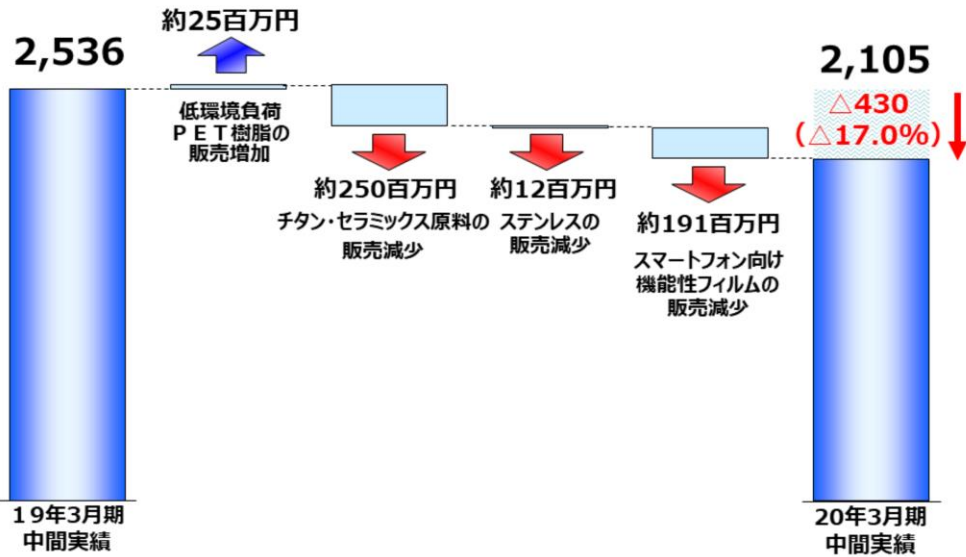 2,536
約25百万円
低環境負荷
ＰＥＴ樹脂の
販売増加
約250百万円
チタン・セラミックス原料の
販売減少
約12百万円
ステンレスの
販売減少
約191百万円
スマートフォン向け
機能性フィルムの
販売減少
2,105
△430
(△17.0%)
19年3月期
中間実績
20年3月期
中間実績